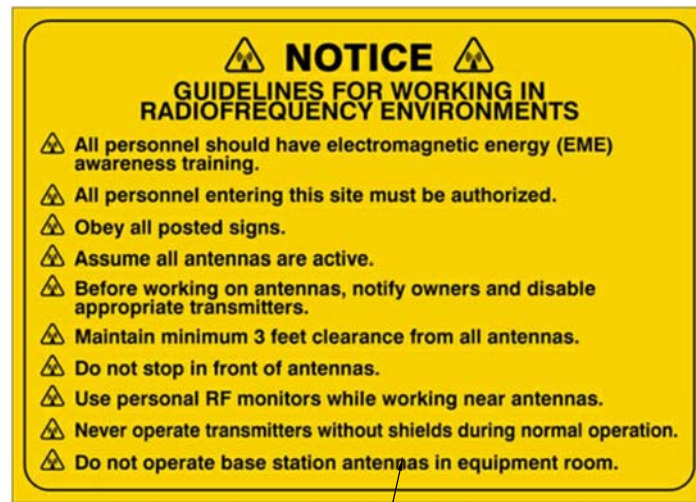 NOTICE
GUIDELINES FOR WORKING IN
RADIOFREQUENCY ENVIRONMENTS
All personnel should have electromagnetic energy (EME)
awareness training.
All personnel entering this site must be authorized.
Obey all posted signs.
Assume all antennas are active.
Before working on antennas, notify owners and disable
appropriate transmitters.
Maintain minimum 3 feet clearance from all antennas.
Do not stop in front of antennas.
Use personal RF monitors while working near antennas.
Never operate transmitters without shields during normal operation.
Do not operate base station antennas in equipment room.